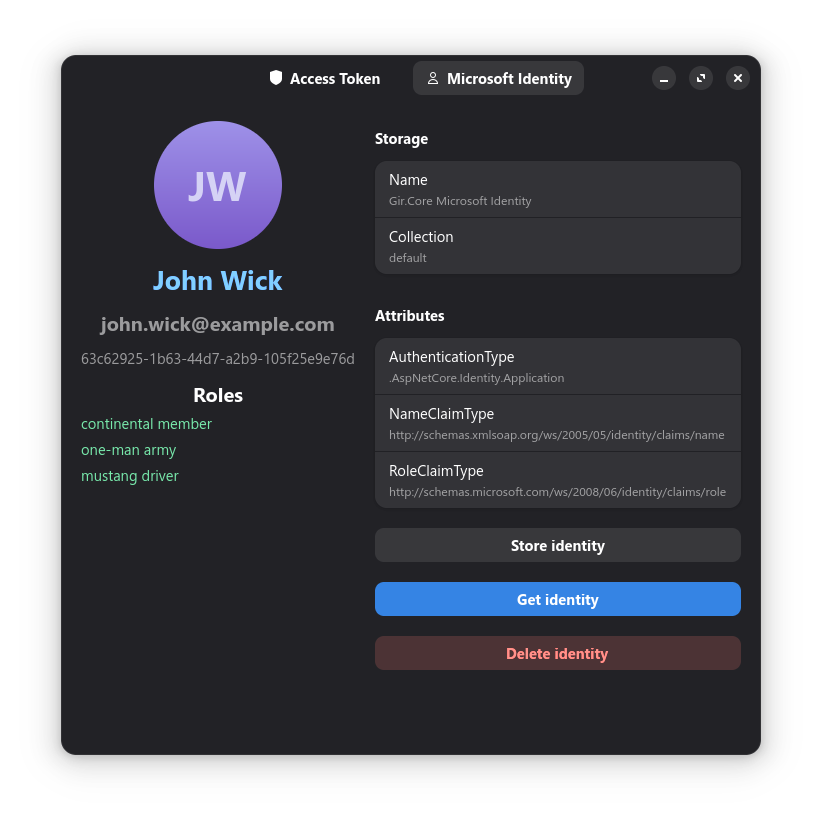 Access Token
Microsoft Identity
JW
John Wick
john.wick@example.com
63c62925-1b63-44d7-a2b9-105f25e9e76d
Roles
continental member
one-man army
mustang driver
Storage
Name
Gir.Core Microsoft Identity
Collection
default
Attributes
AuthenticationType
.AspNetCore.Identity.Application
NameClaimType
http://schemas.xmlsoap.org/ws/2005/05/identity/claims/name
RoleClaimType
http://schemas.microsoft.com/ws/2008/06/identity/claims/role
Store identity
Get identity
Delete identity